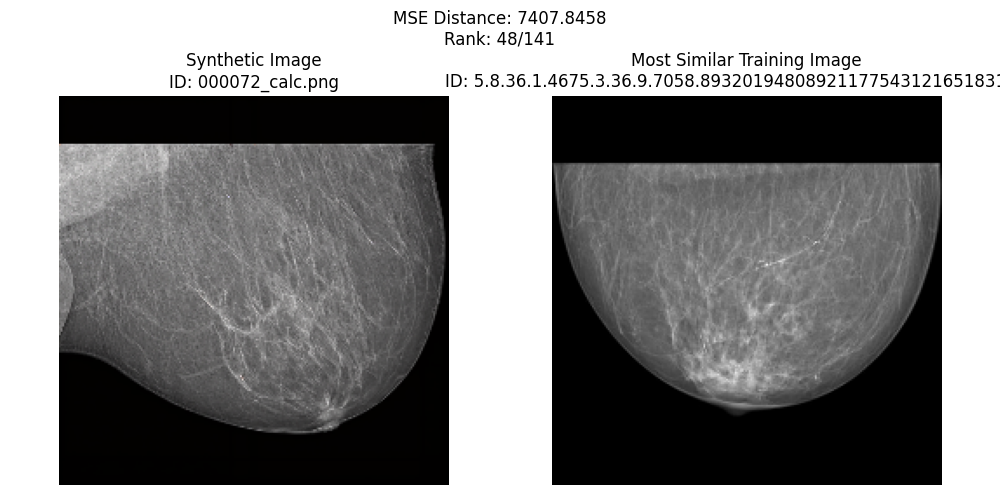 MSE Distance: 7407.8458
Rank: 48/141
Synthetic Image
ID: 000072_calc.png
Most Similar Training Image
ID: 5.8.36.1.4675.3.36.9.7058.89320194808921177543121651831